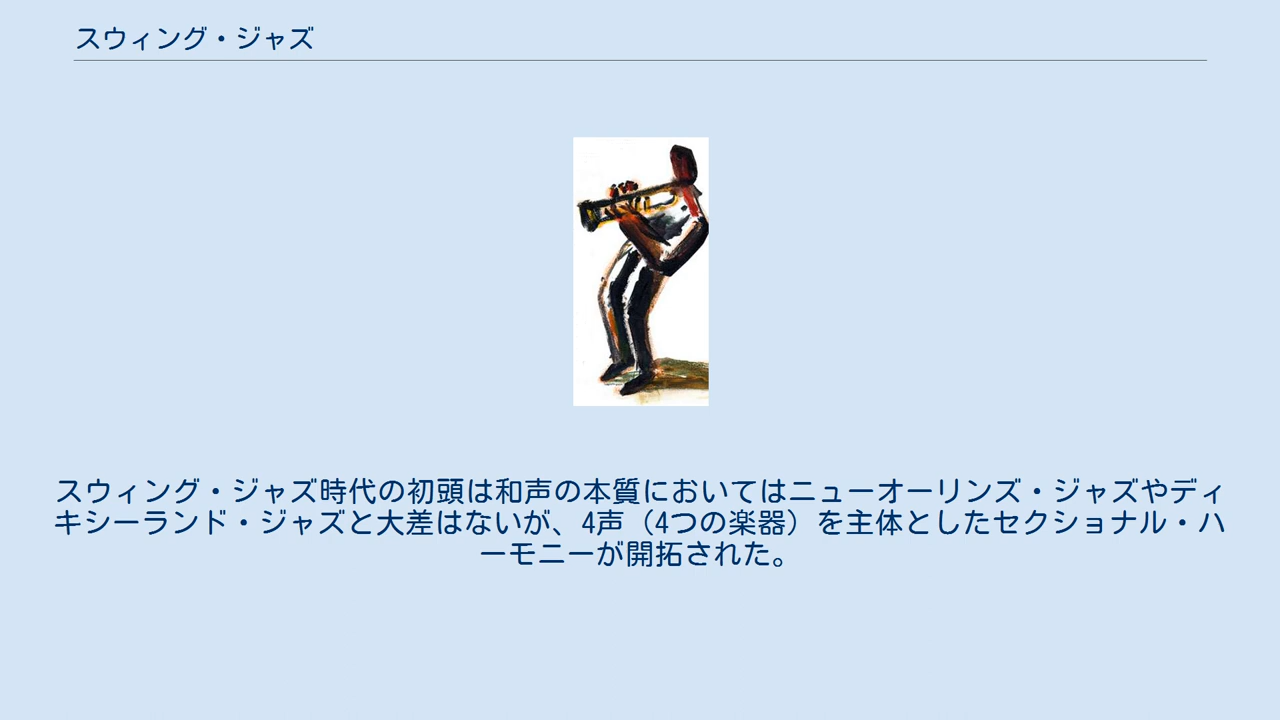 スウィング・ジャズ
スウィング・ジャズ時代の初頭は和声の本質においてはニューオーリンズ・ジャズやディ
キシーランド・ジャズと大差はないが、4声（4つの楽器）を主体としたセクショナル・ハ
ーモニーが開拓された。